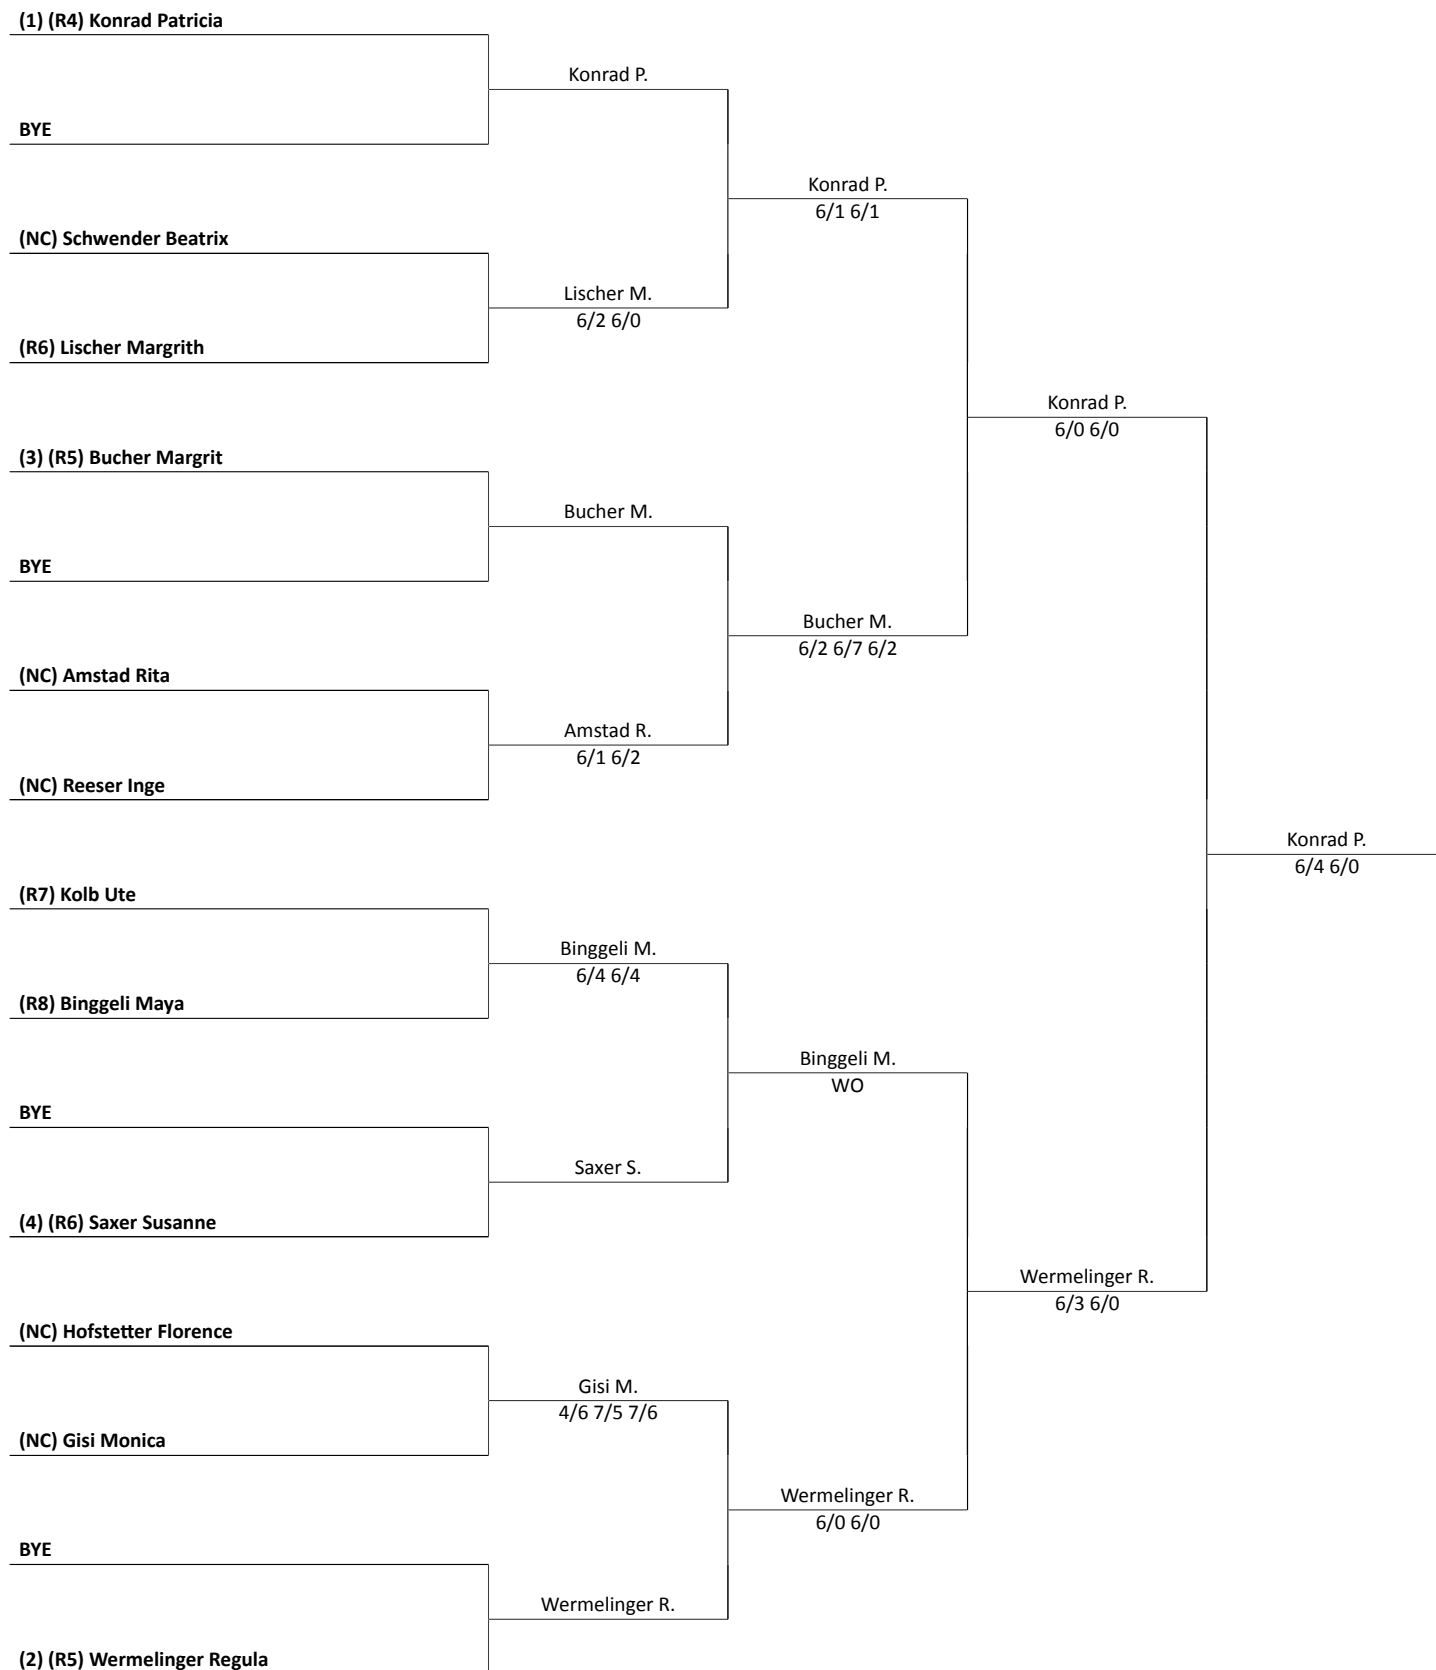 (1) (R4) Konrad Patricia
Konrad P.
BYE
Konrad P.
6/1 6/1
(NC) Schwender Beatrix
Lischer M.
6/2 6/0
(R6) Lischer Margrith
Konrad P.
6/0 6/0
(3) (R5) Bucher Margrit
Bucher M.
BYE
Bucher M.
6/2 6/7 6/2
(NC) Amstad Rita
Amstad R.
6/1 6/2
(NC) Reeser Inge
Konrad P.
6/4 6/0
(R7) Kolb Ute
Binggeli M.
6/4 6/4
(R8) Binggeli Maya
Binggeli M.
WO
BYE
Saxer S.
(4) (R6) Saxer Susanne
Wermelinger R.
6/3 6/0
(NC) Hofstetter Florence
Gisi M.
4/6 7/5 7/6
(NC) Gisi Monica
Wermelinger R.
6/0 6/0
BYE
Wermelinger R.
(2) (R5) Wermelinger Regula